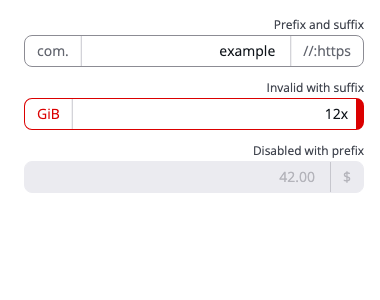 Prefix and suffix
com. example //:https
Invalid with suffix
GiB 12x
Disabled with prefix
42.00 $